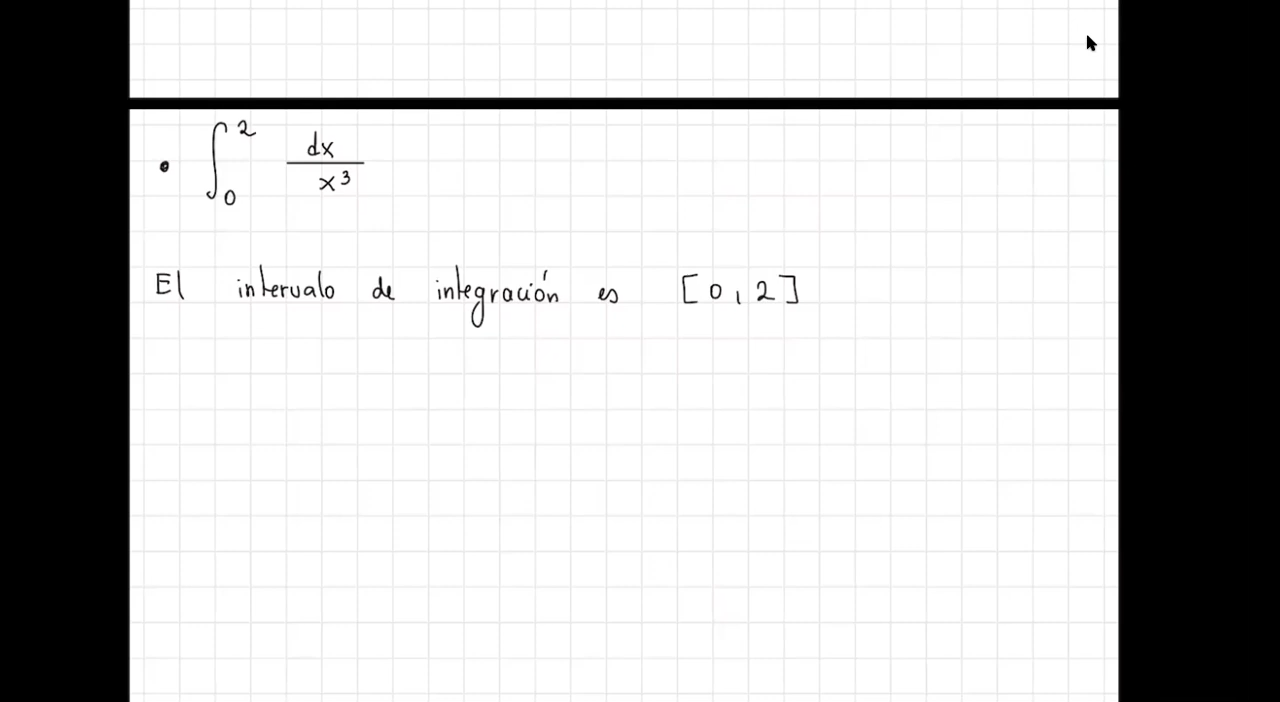 • ∫₀² dx / x³
El intervalo de integración es [0, 2]